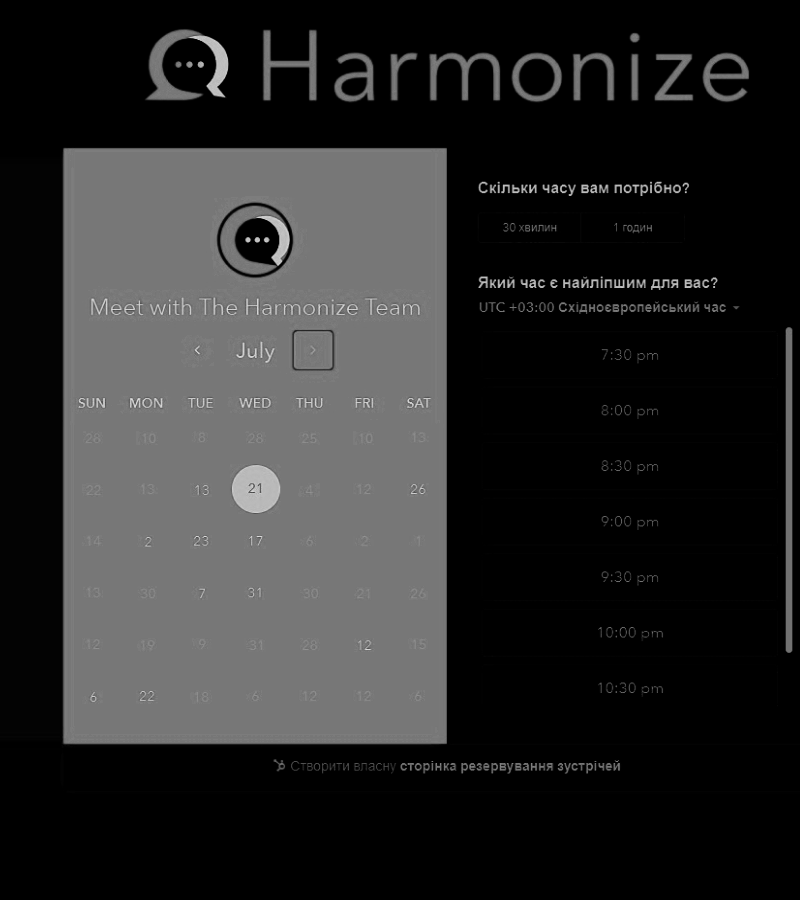 Harmonize
Meet with The Harmonize Team
July
SUN MON TUE WED THU FRI SAT
28 10 8 28 25 10 13
22 13 13 21 4 12 26
14 2 23 17 6 2 1
13 30 7 31 30 21 26
12 19 9 31 28 12 15
6 22 18 6 12 12 6
Скільки часу вам потрібно?
30 хвилин 1 годин
Який час є найліпшим для вас?
UTC +03:00 Східноєвропейський час
7:30 pm
8:00 pm
8:30 pm
9:00 pm
9:30 pm
10:00 pm
10:30 pm
Створити власну сторінка резервування зустрічей